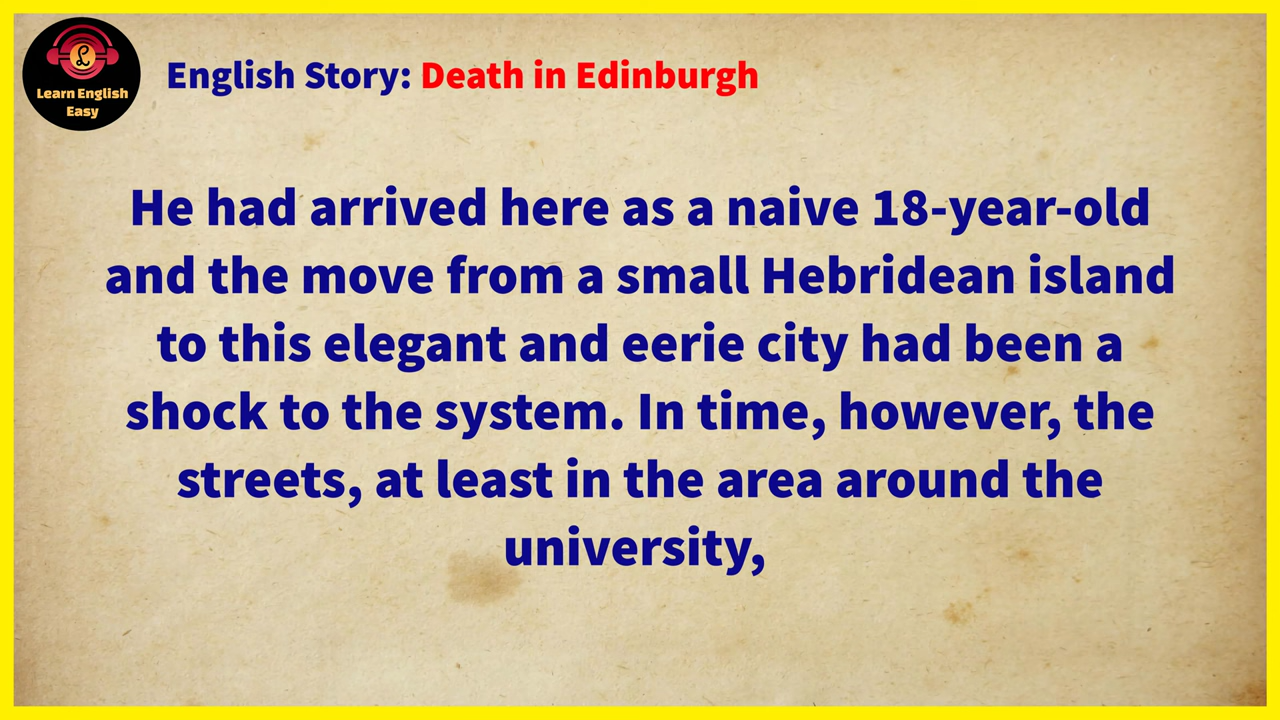 Learn English
Easy
English Story: Death in Edinburgh
He had arrived here as a naive 18-year-old
and the move from a small Hebridean island
to this elegant and eerie city had been a
shock to the system. In time, however, the
streets, at least in the area around the
university,